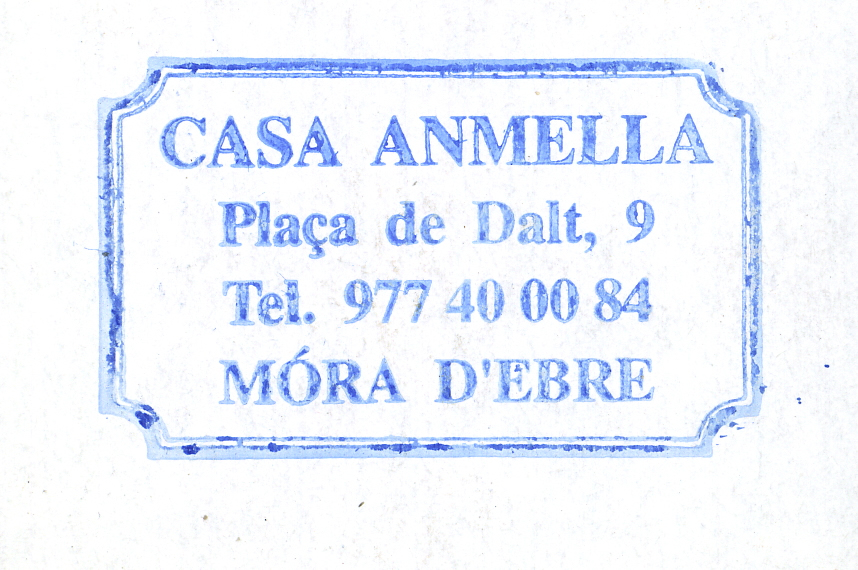 CASA ANMELLA
Plaça de Dalt, 9
Tel. 977 40 00 84
MÓRA D'EBRE